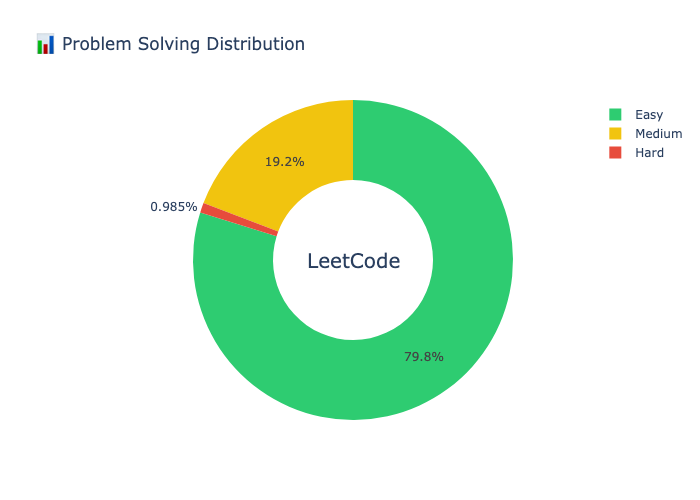 📊 Problem Solving Distribution
Easy
Medium
Hard
19.2%
0.985%
LeetCode
79.8%